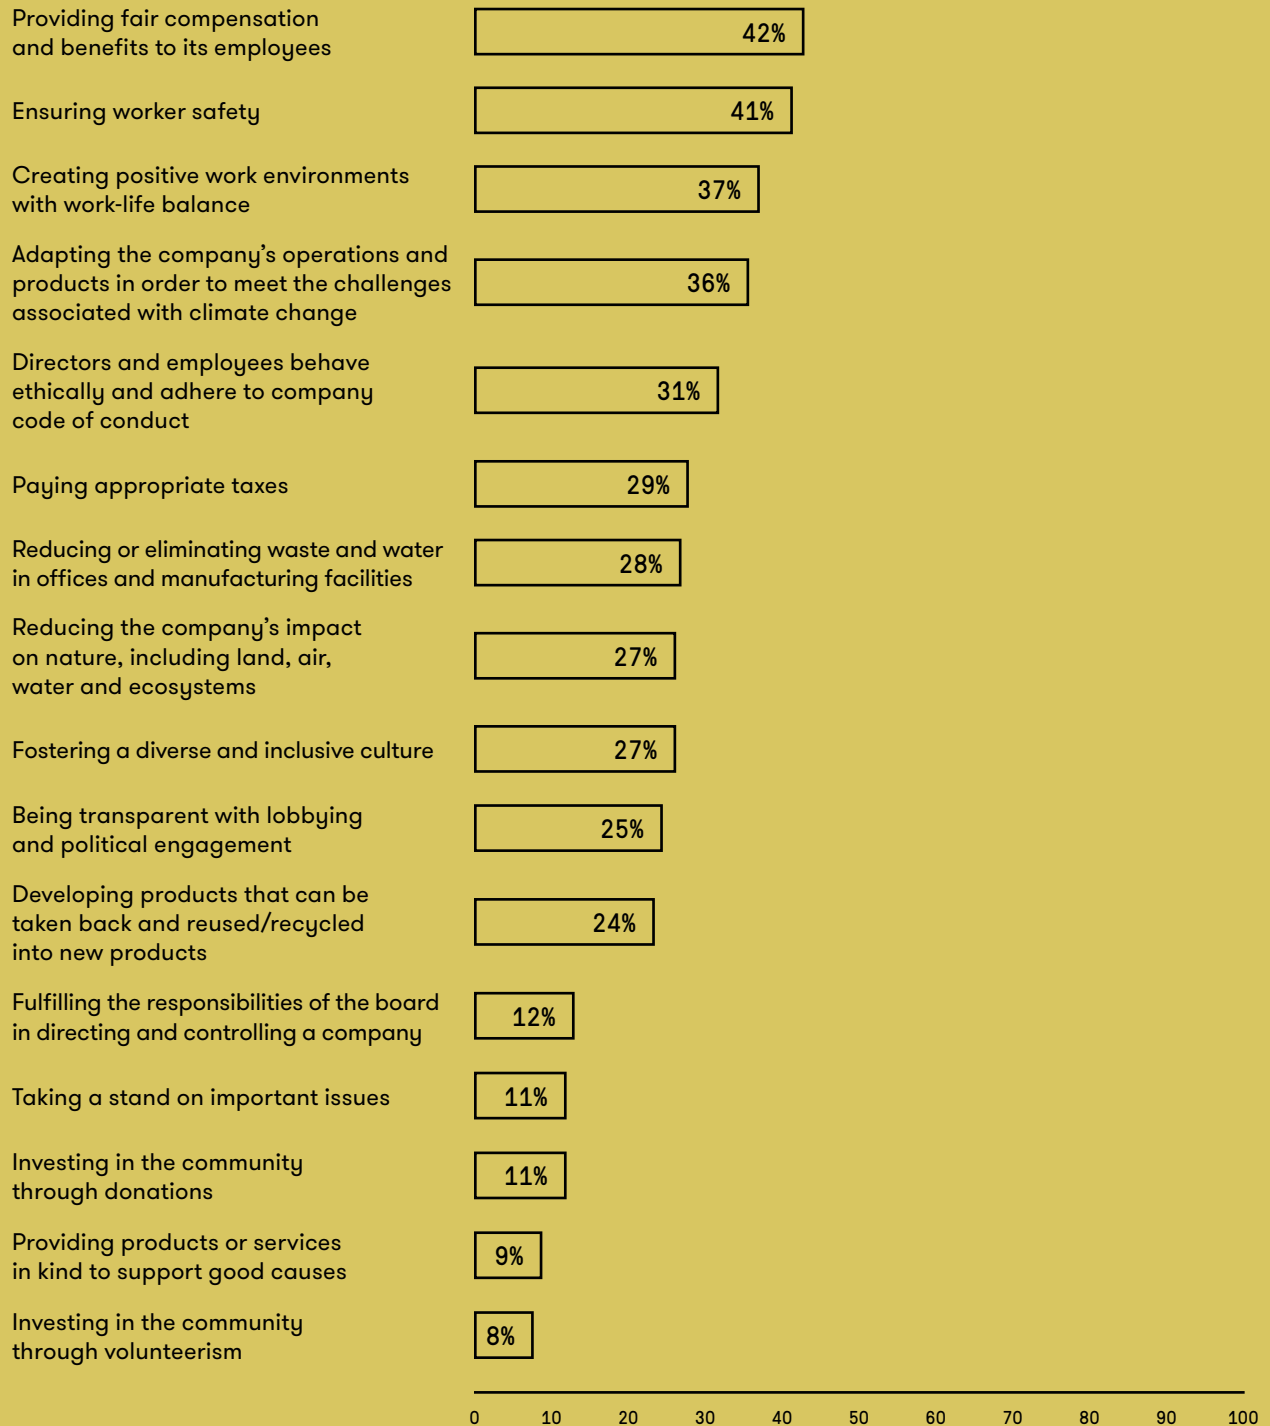 Providing fair compensation
and benefits to its employees
42%
Ensuring worker safety
41%
Creating positive work environments
with work-life balance
37%
Adapting the company’s operations and
products in order to meet the challenges
associated with climate change
36%
Directors and employees behave
ethically and adhere to company
code of conduct
31%
Paying appropriate taxes
29%
Reducing or eliminating waste and water
in offices and manufacturing facilities
28%
Reducing the company’s impact
on nature, including land, air,
water and ecosystems
27%
Fostering a diverse and inclusive culture
27%
Being transparent with lobbying
and political engagement
25%
Developing products that can be
taken back and reused/recycled
into new products
24%
Fulfilling the responsibilities of the board
in directing and controlling a company
12%
Taking a stand on important issues
11%
Investing in the community
through donations
11%
Providing products or services
in kind to support good causes
9%
Investing in the community
through volunteerism
8%
0 10 20 30 40 50 60 70 80 90 100